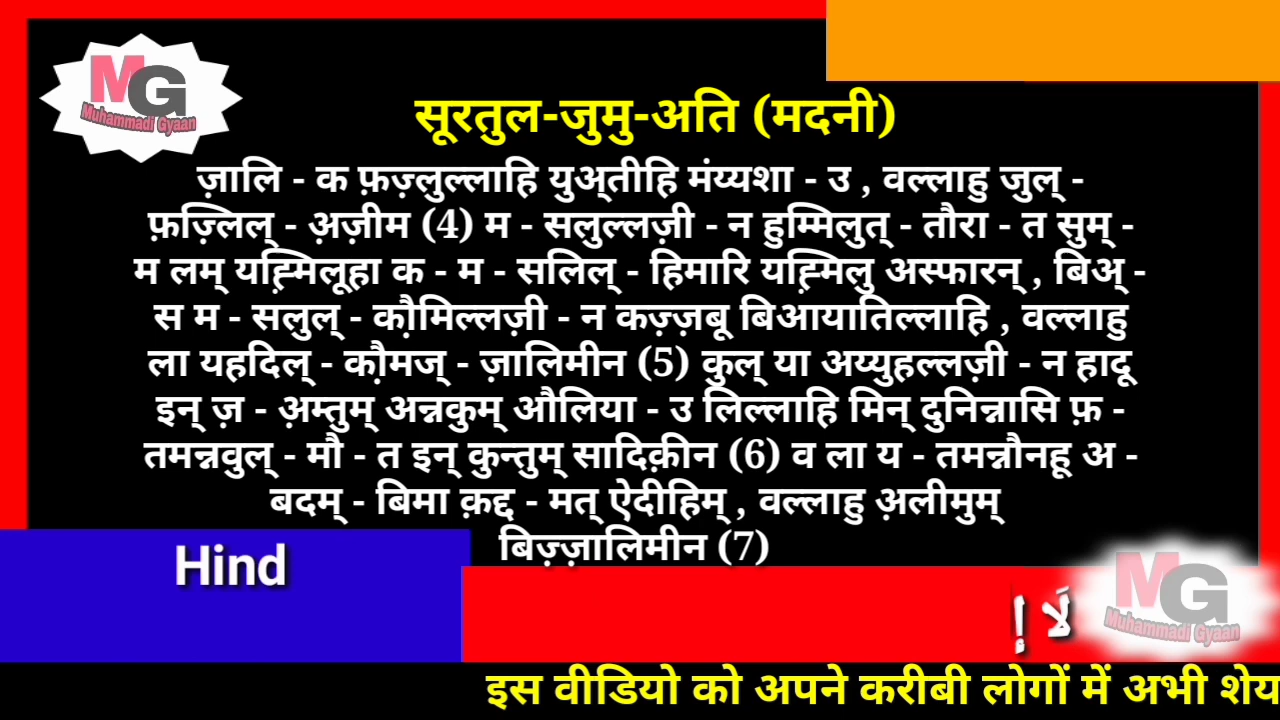 MG
Muhammadi Gyaan
सूरतुल-जुमु-अति (मदनी)
ज़ालि - क फ़ज़्लुल्लाहि युअ्तीहि मंय्यशा - उ , वल्लाहु जुल् -
फ़ज़्लिल् - अ़ज़ीम (4) म - सलुल्लज़ी - न हुम्मिलुत् - तौरा - त सुम् -
म लम् यह़्मिलूहा क - म - सलिल् - हिमारि यह़्मिलु अस्फारन् , बिअ् -
स म - सलुल् - क़ौमिल्लज़ी - न कज़्ज़बू बिआयातिल्लाहि , वल्लाहु
ला यहदिल् - क़ौमज् - ज़ालिमीन (5) कुल् या अय्युहल्लज़ी - न हादू
इन् ज़ - अ़म्तुम् अन्नकुम् औलिया - उ लिल्लाहि मिन् दुनिन्नासि फ़ -
तमन्नवुल् - मौ - त इन् कुन्तुम् सादिक़ीन (6) व ला य - तमन्नौनहू अ -
बदम् - बिमा क़द्द - मत् ऐदीहिम् , वल्लाहु अ़लीमुम्
बिज़्ज़ालिमीन (7)
Hind
لَا إ
MG
Muhammadi Gyaan
इस वीडियो को अपने करीबी लोगों में अभी शेय